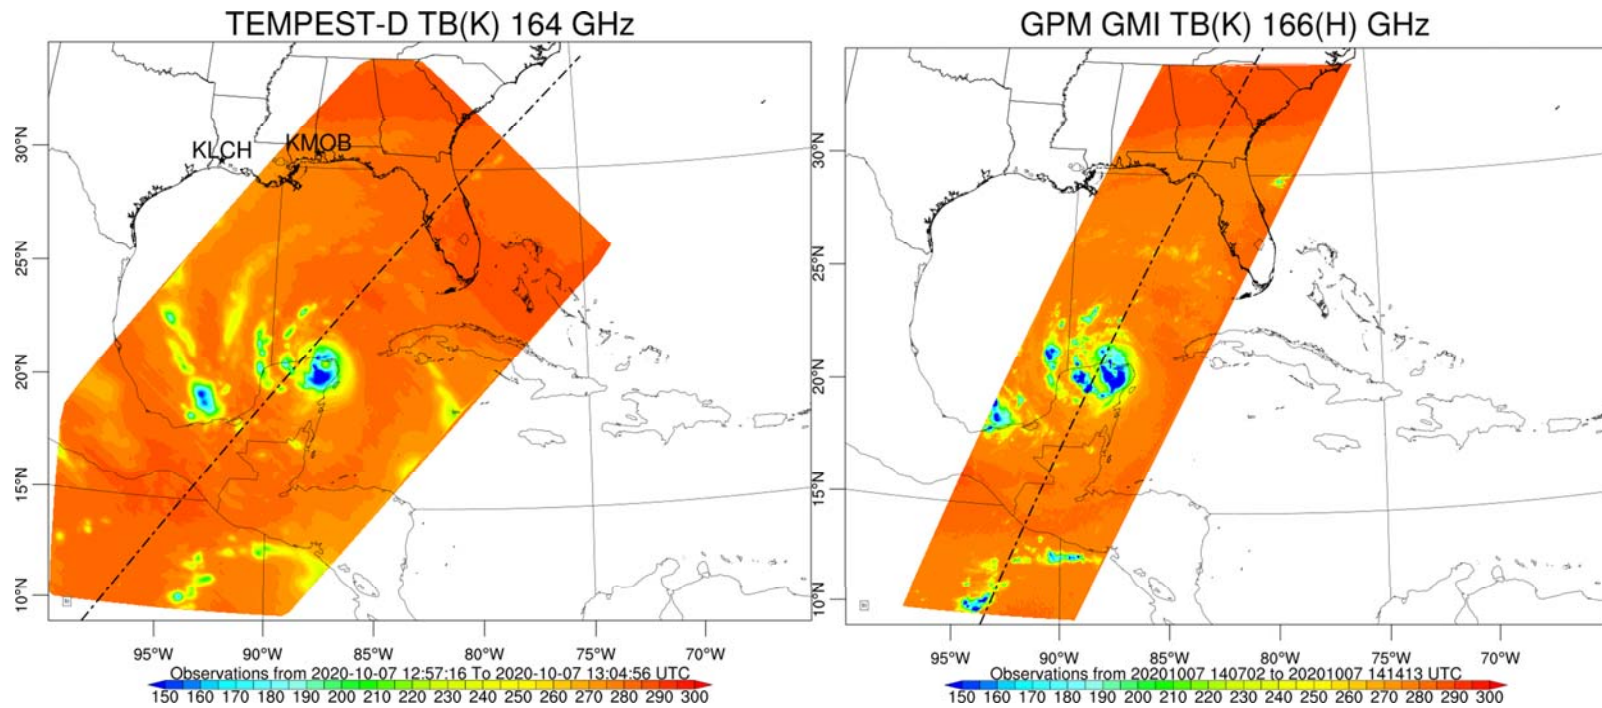 TEMPEST-D TB(K) 164 GHz
KLCH
KMOB
30°N
25°N
20°N
15°N
10°N
95°W 90°W 85°W 80°W 75°W 70°W
Observations from 2020-10-07 12:57:16 To 2020-10-07 13:04:56 UTC
150 160 170 180 190 200 210 220 230 240 250 260 270 280 290 300
GPM GMI TB(K) 166(H) GHz
30°N
25°N
20°N
15°N
10°N
95°W 90°W 85°W 80°W 75°W 70°W
Observations from 20201007 140702 to 20201007 141413 UTC
150 160 170 180 190 200 210 220 230 240 250 260 270 280 290 300